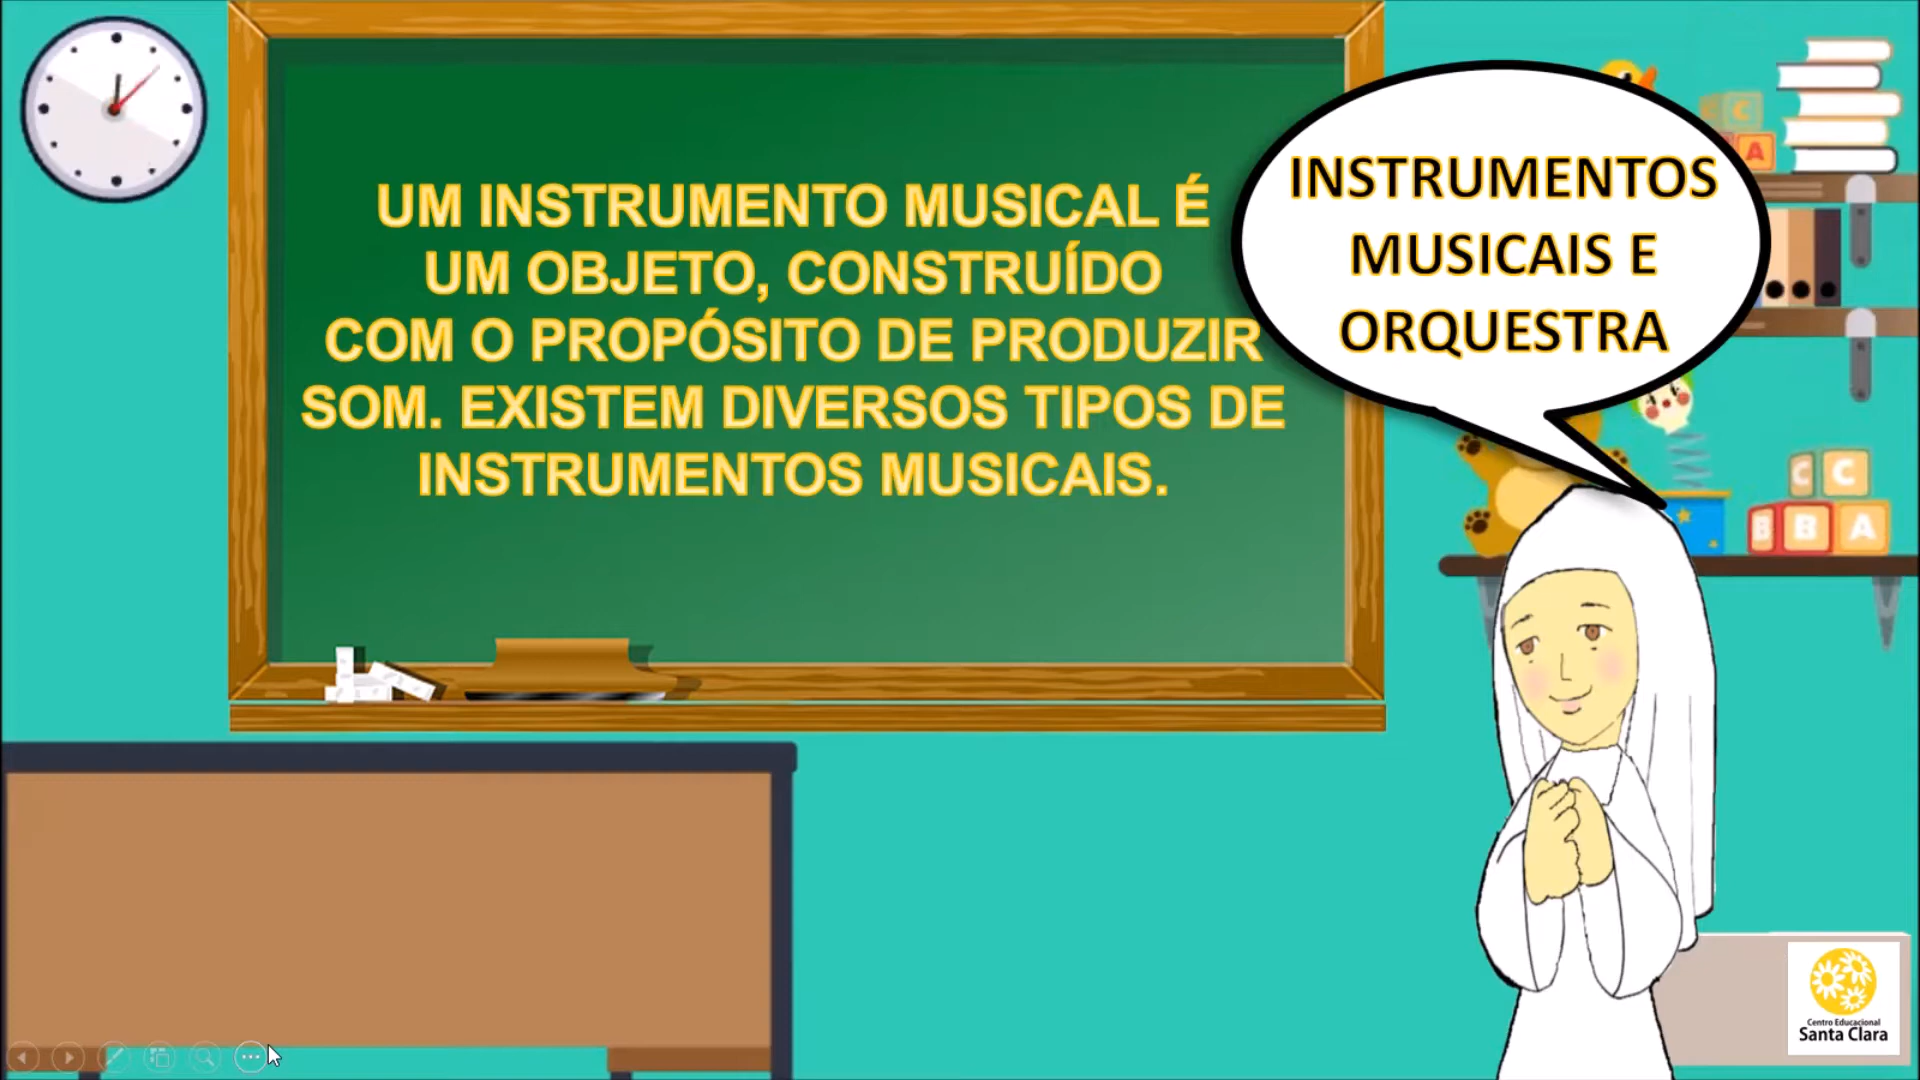 UM INSTRUMENTO MUSICAL É
UM OBJETO, CONSTRUÍDO
COM O PROPÓSITO DE PRODUZIR
SOM. EXISTEM DIVERSOS TIPOS DE
INSTRUMENTOS MUSICAIS.
INSTRUMENTOS
MUSICAIS E
ORQUESTRA
C
A
C C
B B A
Centro Educacional
Santa Clara